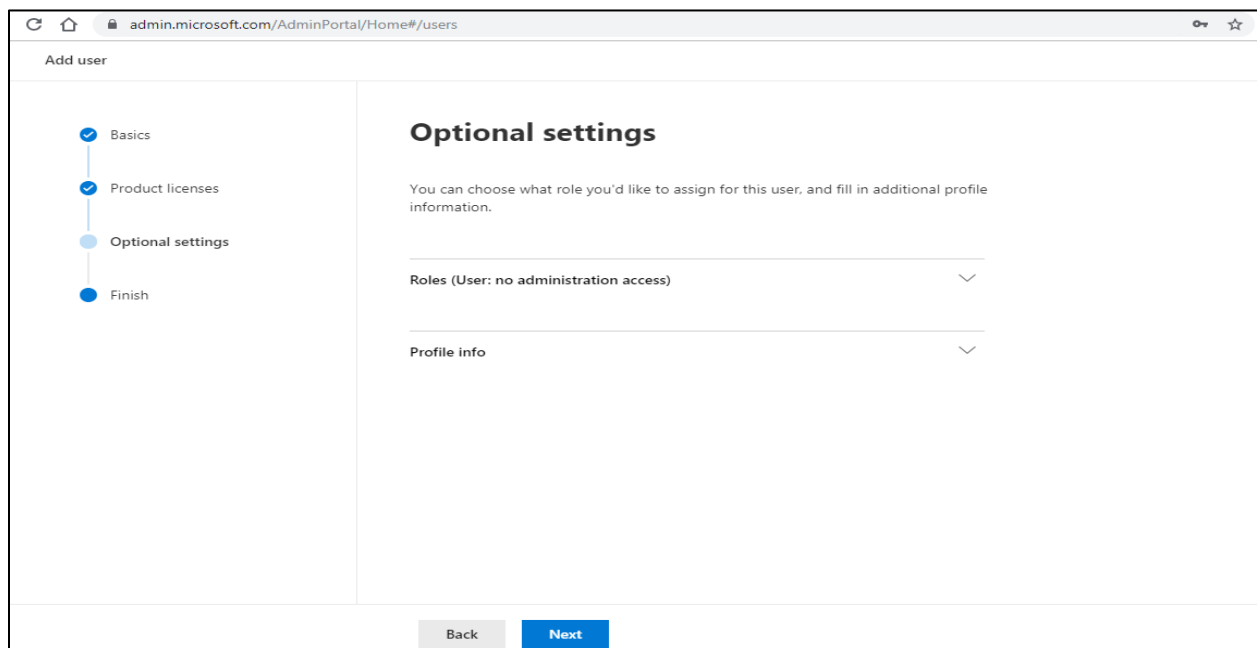 admin.microsoft.com/AdminPortal/Home#/users
Add user
Basics
Product licenses
Optional settings
Finish
Optional settings
You can choose what role you'd like to assign for this user, and fill in additional profile
information.
Roles (User: no administration access)
Profile info
Back
Next